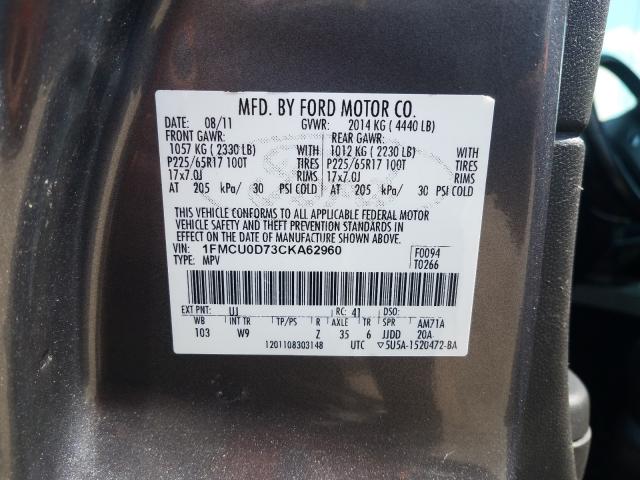 MFD. BY FORD MOTOR CO.
DATE: 08/11 GVWR: 2014 KG ( 4440 LB)
FRONT GAWR: REAR GAWR:
1057 KG ( 2330 LB) 1012 KG ( 2230 LB) WITH
P225/65R17 100T TIRES P225/65R17 100T TIRES
17x7.0J RIMS 17x7.0J RIMS
AT 205 kPa/ 30 PSI COLD AT 205 kPa/ 30 PSI COLD
THIS VEHICLE CONFORMS TO ALL APPLICABLE FEDERAL MOTOR
VEHICLE SAFETY AND THEFT PREVENTION STANDARDS IN
EFFECT ON THE DATE OF MANUFACTURE SHOWN ABOVE.
VIN: 1FMCU0D73CKA62960 F0094
TYPE: MPV T0266
EXT PNT: UJ RC: 41 DSO:
WB INT TR TP/PS R AXLE TR SPR AM71A
103 W9 Z 35 6 JJDD 20A
1201108303148 UTC ▽5U5A-1520472-BA